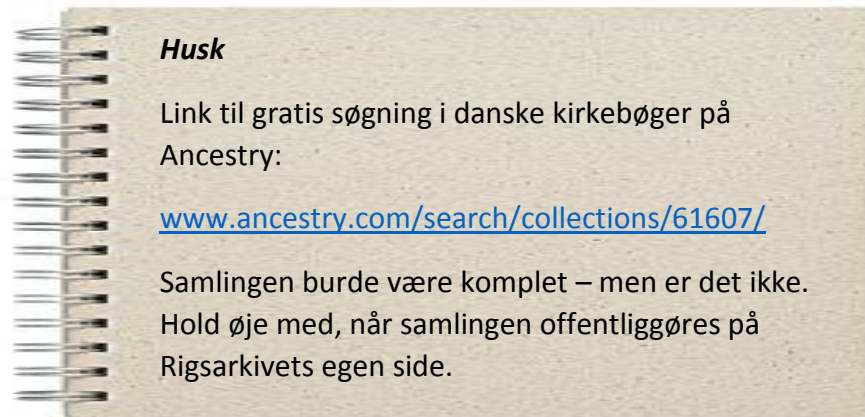 Husk
Link til gratis søgning i danske kirkebøger på
Ancestry:
www.ancestry.com/search/collections/61607/
Samlingen burde være komplet – men er det ikke.
Hold øje med, når samlingen offentliggøres på
Rigsarkivets egen side.